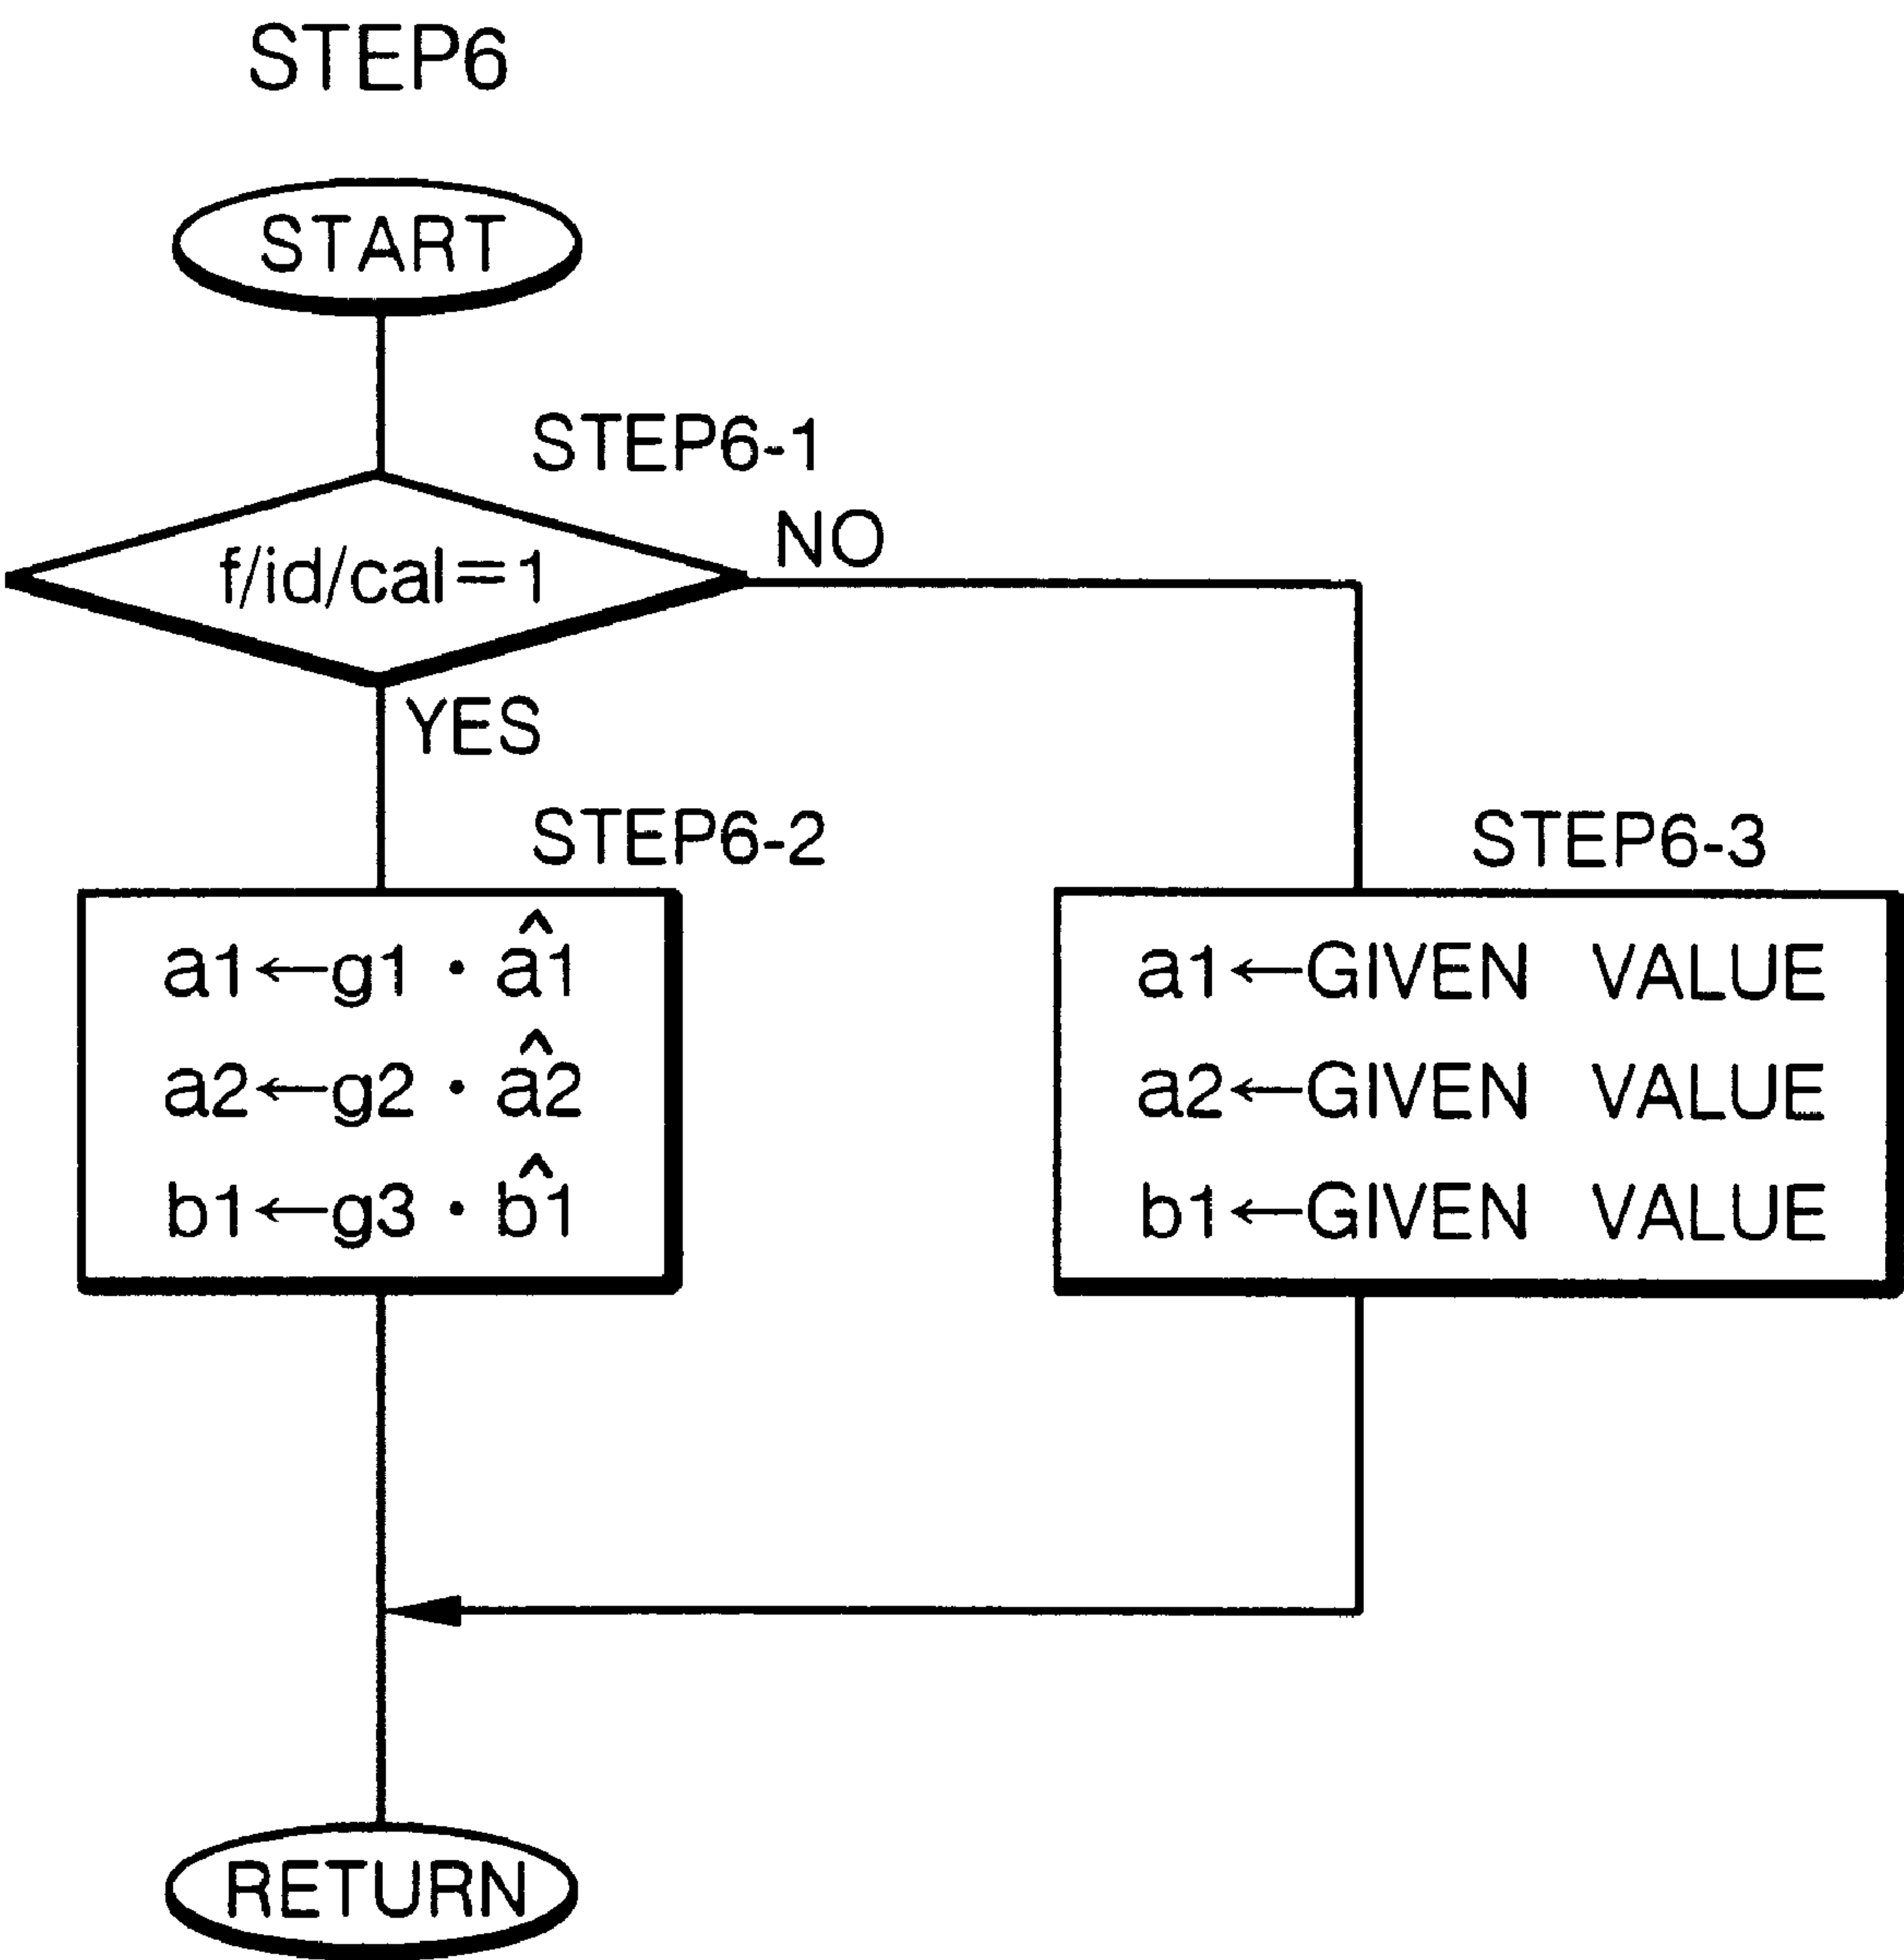 STEP6
START
STEP6-1
f/id/cal=1
NO
YES
STEP6-2
a1←g1・â1
a2←g2・â2
b1←g3・b̂1
STEP6-3
a1←GIVEN VALUE
a2←GIVEN VALUE
b1←GIVEN VALUE
RETURN